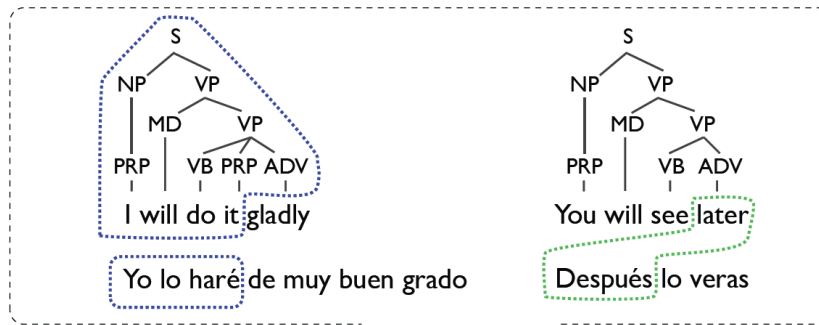 S
NP VP
MD VP
PRP VB PRP ADV
I will do it gladly
Yo lo haré de muy buen grado
S
NP VP
MD VP
PRP VB ADV
You will see later
Después lo veras